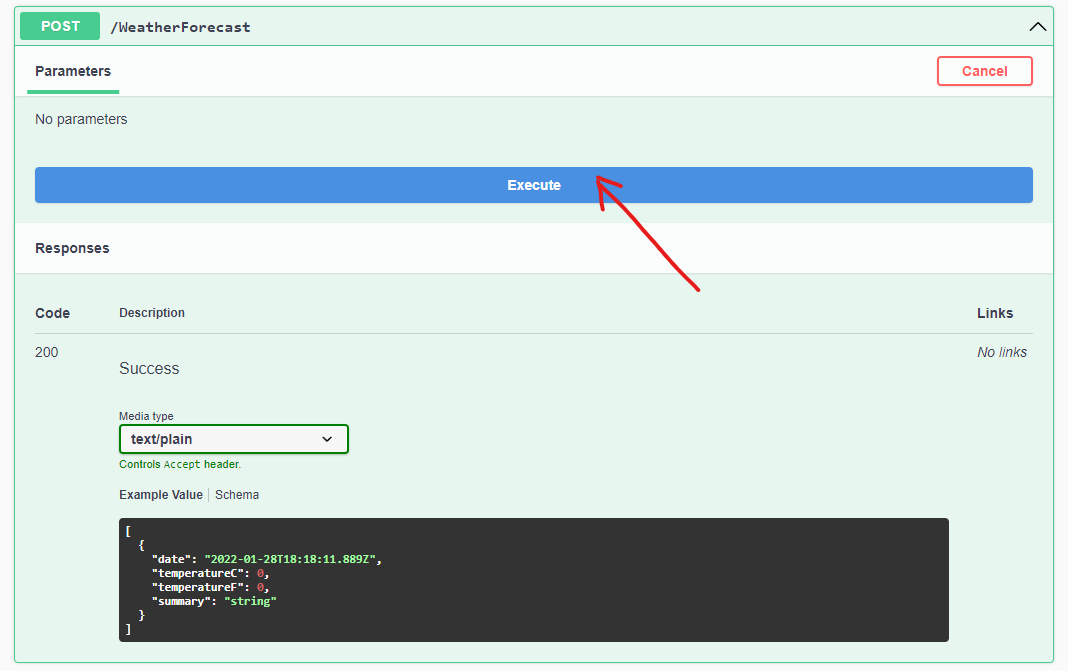 POST /WeatherForecast
Parameters Cancel
No parameters
Execute
Responses
Code Description Links
200 Success No links
Media type
text/plain
Controls Accept header.
Example Value Schema
[
  {
    "date": "2022-01-28T18:18:11.889Z",
    "temperatureC": 0,
    "temperatureF": 0,
    "summary": "string"
  }
]